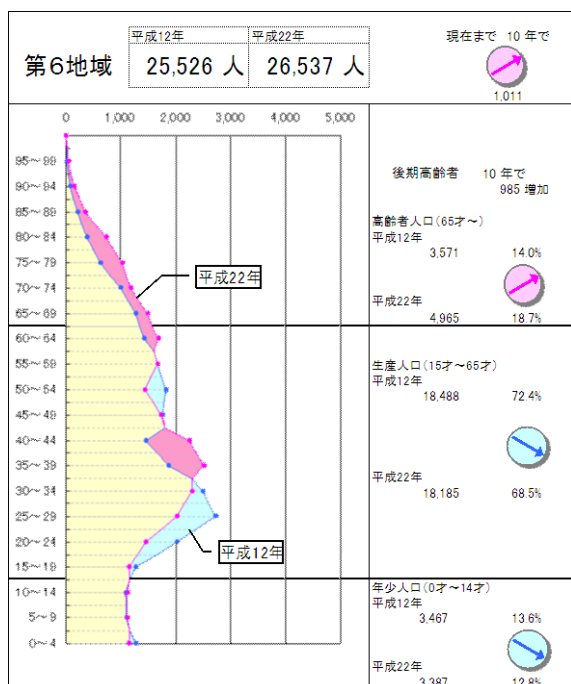 第6地域
平成12年 平成22年
25,526 人 26,537 人
現在まで 10 年で
1,011
0 1,000 2,000 3,000 4,000 5,000
95～99
90～94
85～89
80～84
75～79
70～74
65～69
60～64
55～59
50～54
45～49
40～44
35～39
30～34
25～29
20～24
15～19
10～14
5～9
0～4
平成22年
平成12年
後期高齢者 10 年で
985 増加
高齢者人口(65才～)
平成12年
3,571 14.0%
平成22年
4,965 18.7%
生産人口(15才～65才)
平成12年
18,488 72.4%
平成22年
18,185 68.5%
年少人口(0才～14才)
平成12年
3,467 13.6%
平成22年
3,387 12.8%